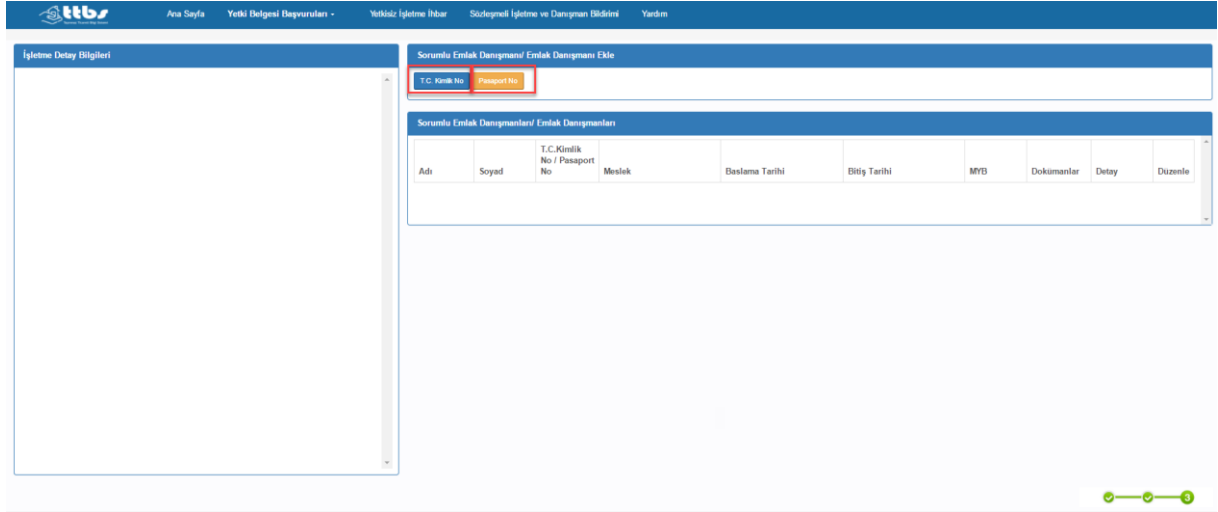 ttbs
Ana Sayfa
Yetki Belgesi Başvuruları -
Yetkisiz İşletme İhbar
Sözleşmeli İşletme ve Danışman Bildirimi
Yardım
İşletme Detay Bilgileri
Sorumlu Emlak Danışmanı/ Emlak Danışmanı Ekle
T.C. Kimlik No
Pasaport No
Sorumlu Emlak Danışmanları/ Emlak Danışmanları
Adı
Soyad
T.C.Kimlik
No / Pasaport
No
Meslek
Baslama Tarihi
Bitiş Tarihi
MYB
Dokümanlar
Detay
Düzenle
3